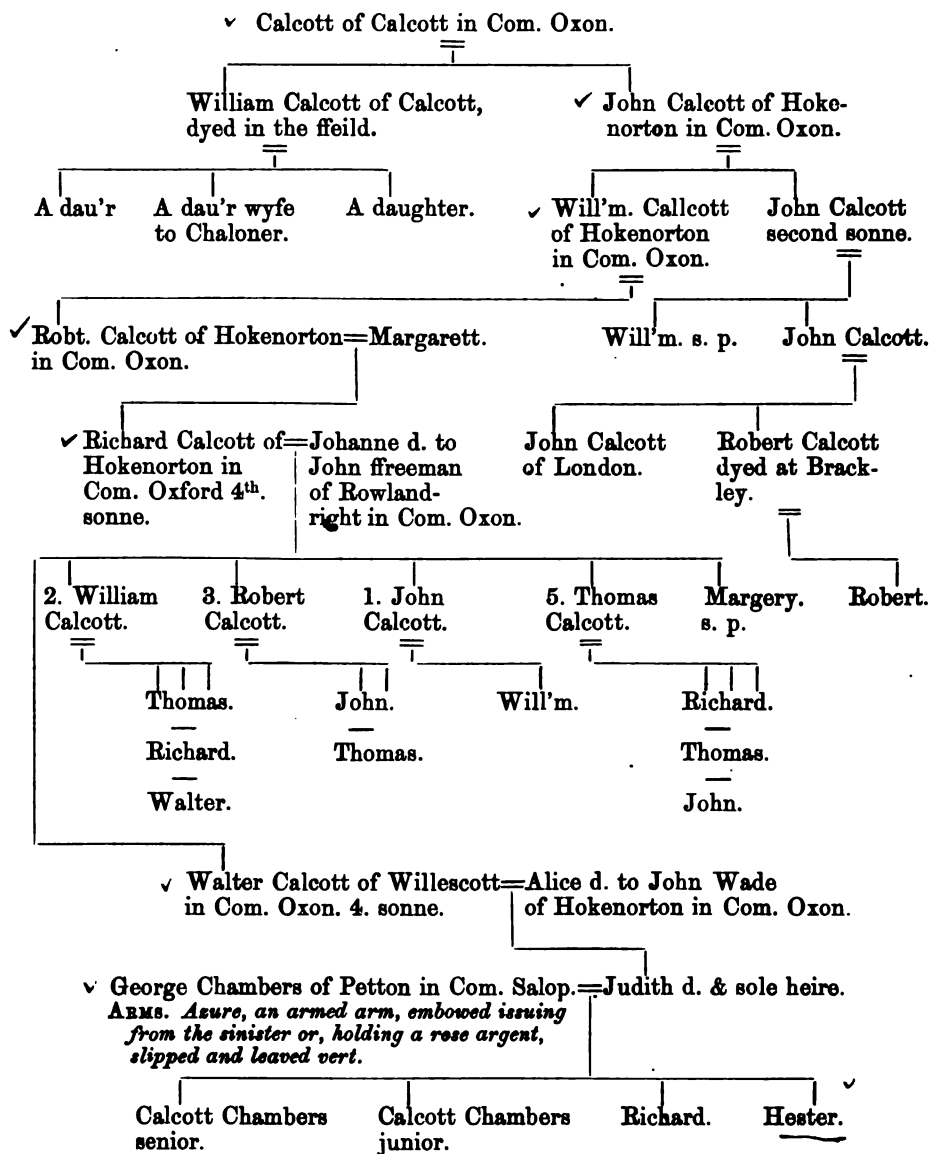 Calcott of Calcott in Com. Oxon.
William Calcott of Calcott,
dyed in the ffeild.
John Calcott of Hoke-
norton in Com. Oxon.
A dau'r
A dau'r wyfe
to Chaloner.
A daughter.
Will'm. Callcott
of Hokenorton
in Com. Oxon.
John Calcott
second sonne.
Robt. Calcott of Hokenorton=Margarett.
in Com. Oxon.
Will'm. s. p.
John Calcott.
Richard Calcott of=Johanne d. to
Hokenorton in
Com. Oxford 4th.
sonne.
John ffreeman
of Rowland-
right in Com. Oxon.
John Calcott
of London.
Robert Calcott
dyed at Brack-
ley.
2. William
Calcott.
3. Robert
Calcott.
1. John
Calcott.
5. Thomas
Calcott.
Margery.
s. p.
Robert.
Thomas.
Richard.
Walter.
John.
Thomas.
Will'm.
Richard.
Thomas.
John.
Walter Calcott of Willescott=Alice d. to John Wade
in Com. Oxon. 4. sonne.
of Hokenorton in Com. Oxon.
George Chambers of Petton in Com. Salop.=Judith d. & sole heire.
ARMS. Azure, an armed arm, embowed issuing
from the sinister or, holding a rose argent,
slipped and leaved vert.
Calcott Chambers
senior.
Calcott Chambers
junior.
Richard.
Hester.